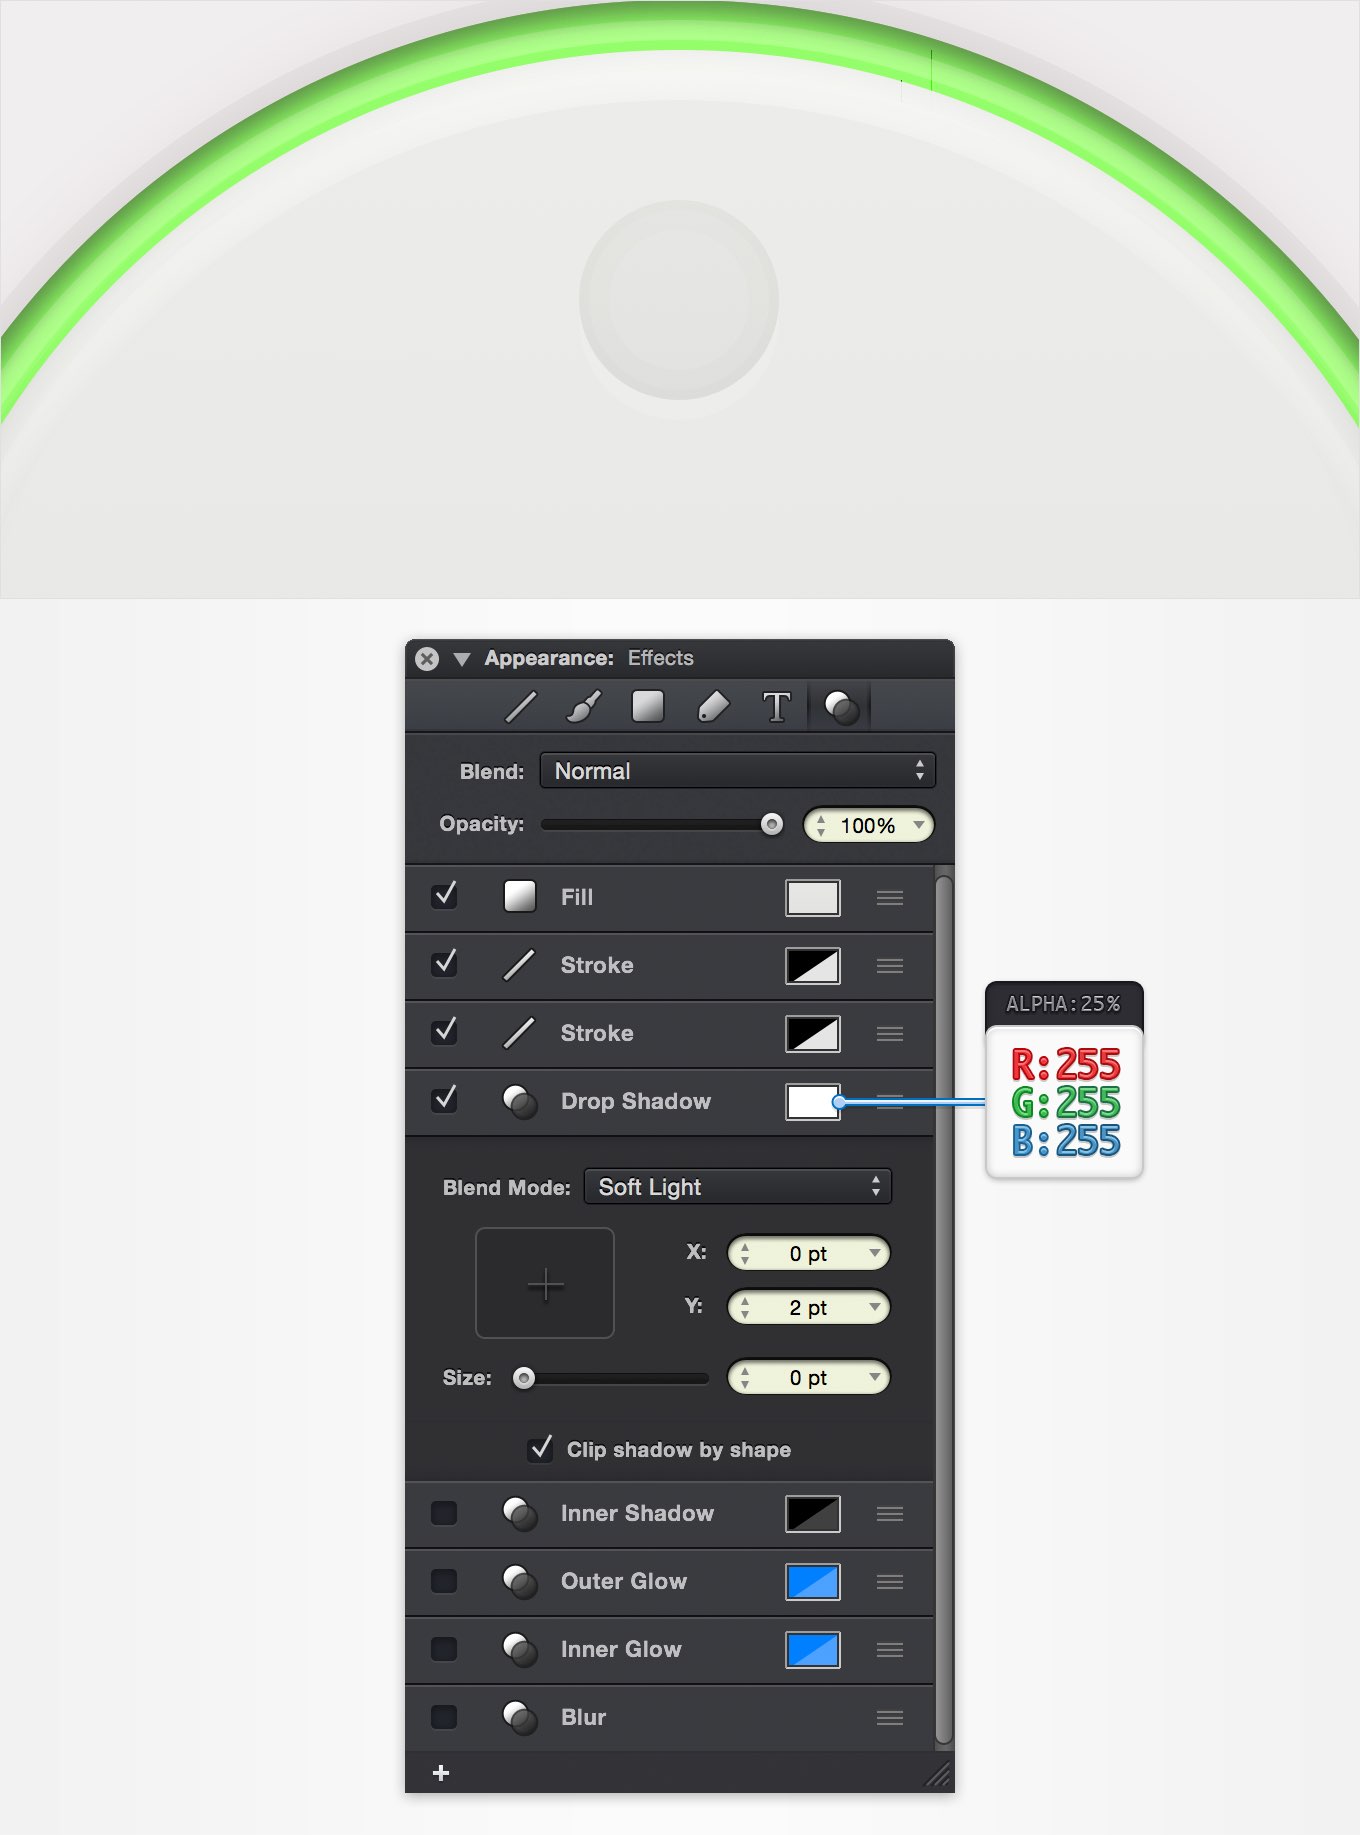 Appearance: Effects
T
Blend: Normal
Opacity: 100%
Fill
Stroke
Stroke
Drop Shadow
ALPHA:25%
R:255
G:255
B:255
Blend Mode: Soft Light
X: 0 pt
Y: 2 pt
Size: 0 pt
Clip shadow by shape
Inner Shadow
Outer Glow
Inner Glow
Blur